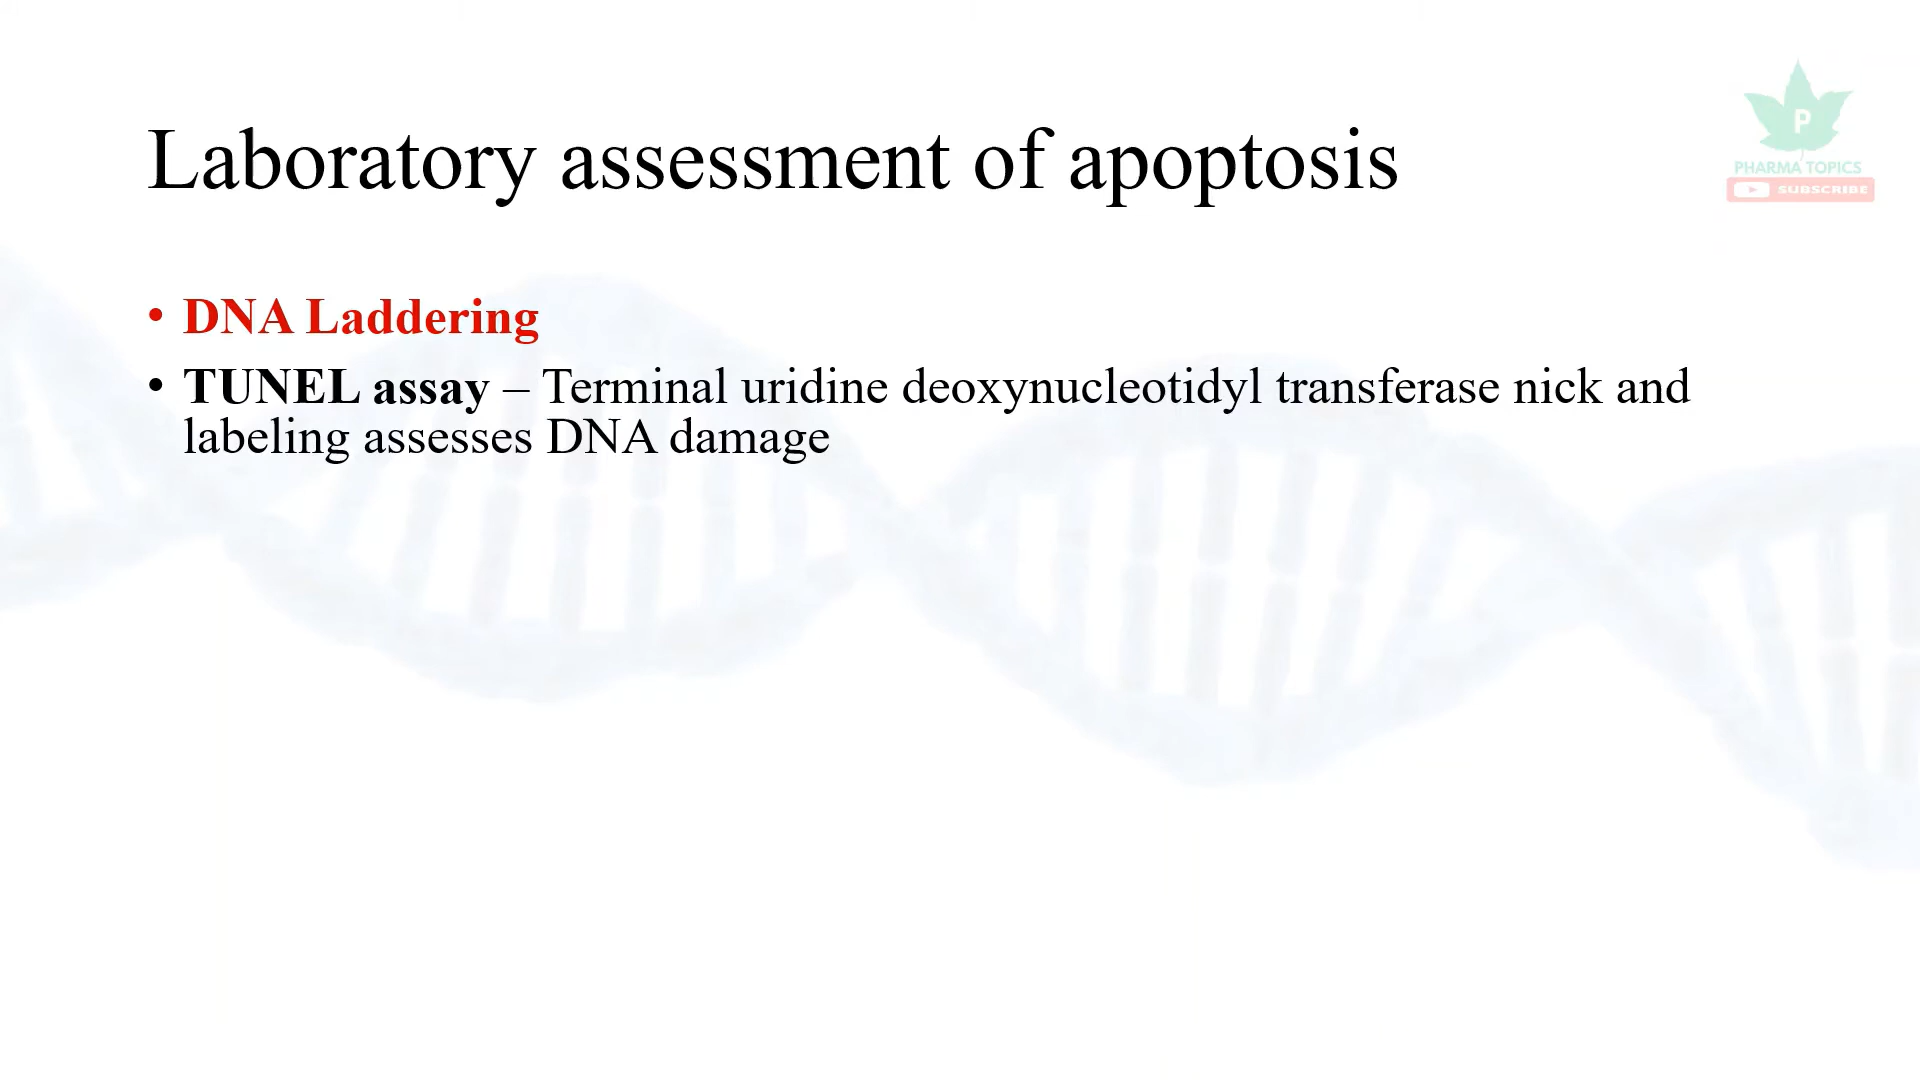 Laboratory assessment of apoptosis
P
PHARMA TOPICS
SUBSCRIBE
• DNA Laddering
• TUNEL assay – Terminal uridine deoxynucleotidyl transferase nick and
labeling assesses DNA damage